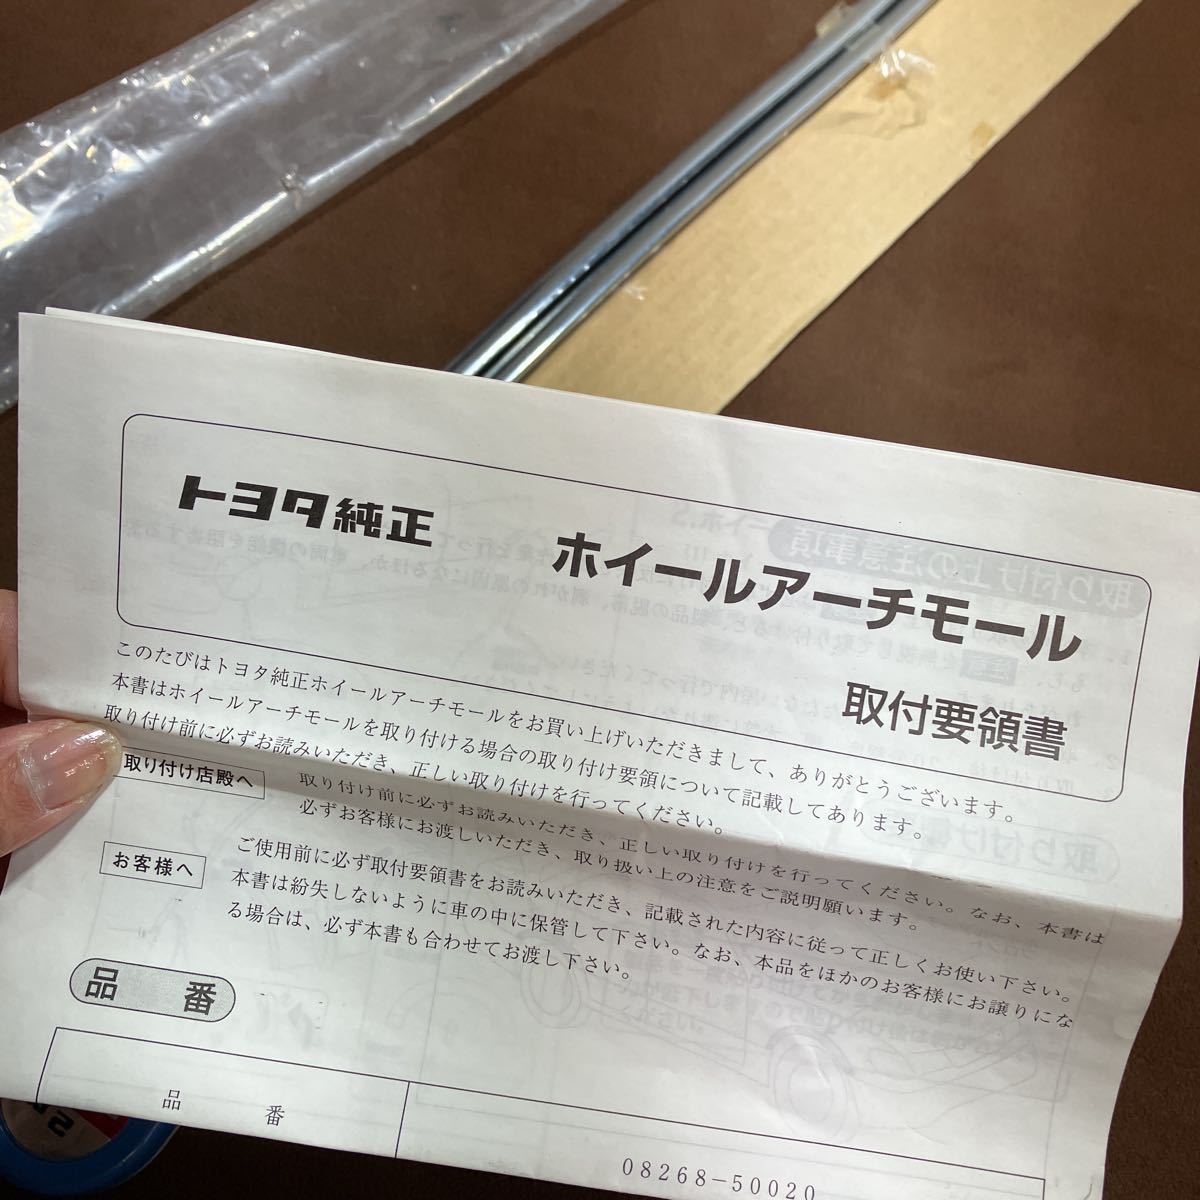 トヨタ純正 ホイールアーチモール
取付要領書
このたびはトヨタ純正ホイールアーチモールをお買い上げいただきまして、ありがとうございます。
本書はホイールアーチモールを取り付ける場合の取り付け要領について記載してあります。
取り付け前に必ずお読みいただき、正しい取り付けを行ってください。
取り付け店殿へ
取り付け前に必ずお読みいただき、正しい取り付けを行ってください。なお、本書は
必ずお客様にお渡しいただき、取り扱い上の注意をご説明願います。
お客様へ
ご使用前に必ず取付要領書をお読みいただき、記載された内容に従って正しくお使い下さい。
本書は紛失しないように車の中に保管して下さい。なお、本品をほかのお客様にお譲りにな
る場合は、必ず本書も合わせてお渡し下さい。
品 番
品 番
08268-50020